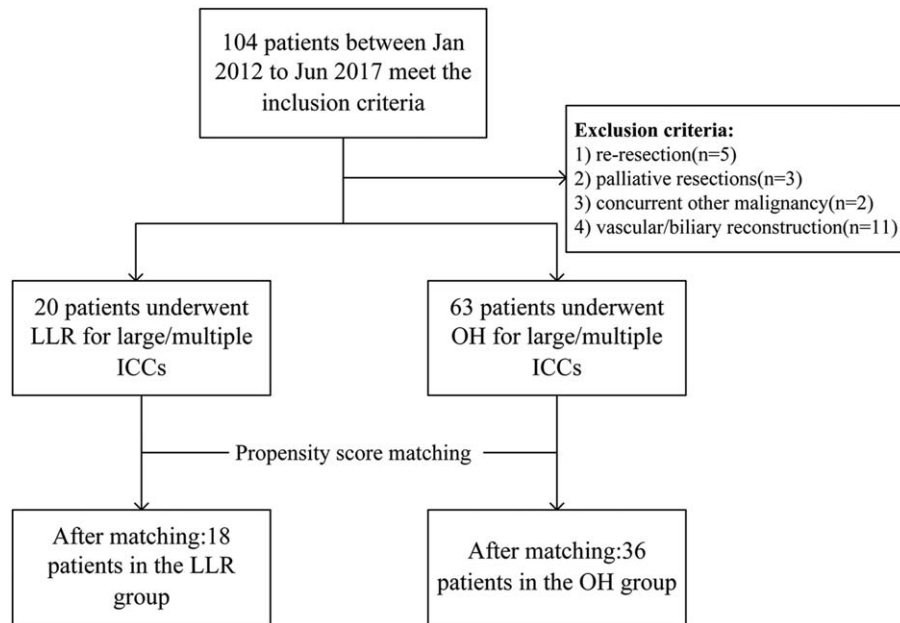 104 patients between Jan
2012 to Jun 2017 meet the
inclusion criteria
Exclusion criteria:
1) re-resection(n=5)
2) palliative resections(n=3)
3) concurrent other malignancy(n=2)
4) vascular/biliary reconstruction(n=11)
20 patients underwent
LLR for large/multiple
ICCs
63 patients underwent
OH for large/multiple
ICCs
Propensity score matching
After matching:18
patients in the LLR
group
After matching:36
patients in the OH group